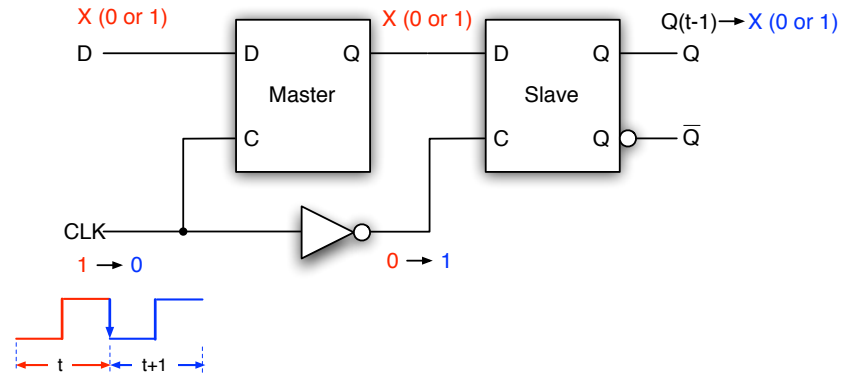 X (0 or 1) X (0 or 1) Q(t-1)→X (0 or 1)
D D Q D Q Q
Master Slave
C C Q Q̅
CLK
1 → 0 0 → 1
t t+1